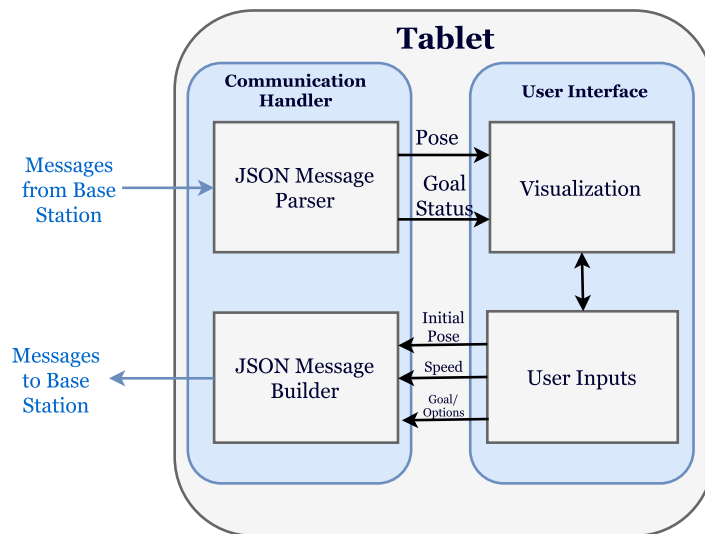 Tablet
Communication
Handler
User Interface
Messages
from Base
Station
JSON Message
Parser
Pose
Goal
Status
Visualization
Messages
to Base
Station
JSON Message
Builder
Initial
Pose
Speed
Goal/
Options
User Inputs